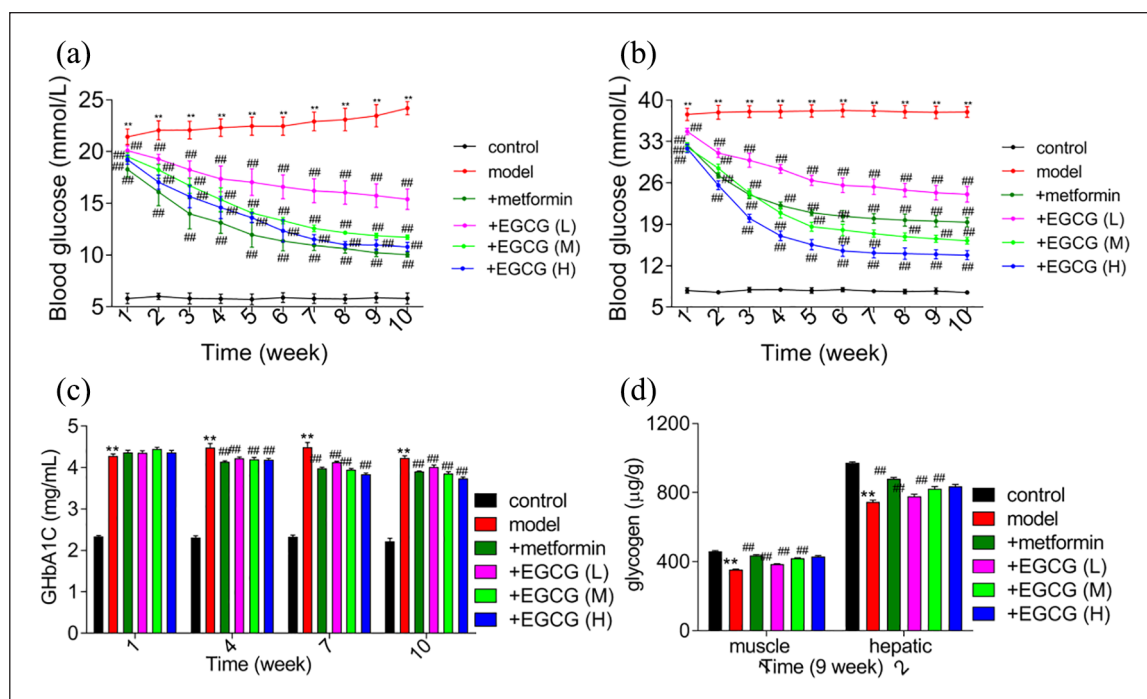 (a)
Blood glucose (mmol/L)
25
20
15
10
5
** ** ** ** ** ** ** ** ** **
## ## ## ## ## ## ## ## ## ##
1 2 3 4 5 6 7 8 9 10
Time (week)
control
model
+metformin
+EGCG (L)
+EGCG (M)
+EGCG (H)
(b)
Blood glucose (mmol/L)
40
33
26
19
12
5
** ** ** ** ** ** ** ** ** **
## ## ## ## ## ## ## ## ## ##
1 2 3 4 5 6 7 8 9 10
Time (week)
control
model
+metformin
+EGCG (L)
+EGCG (M)
+EGCG (H)
(c)
GHbA1C (mg/mL)
5
4
3
2
1
0
** ** ** **
## ## ## ##
## ## ## ##
## ## ## ##
1 4 7 10
Time (week)
control
model
+metformin
+EGCG (L)
+EGCG (M)
+EGCG (H)
(d)
glycogen (µg/g)
1200
800
400
0
** ## ## ## ##
** ## ## ## ##
muscle hepatic
1 Time (9 week) 2
control
model
+metformin
+EGCG (L)
+EGCG (M)
+EGCG (H)